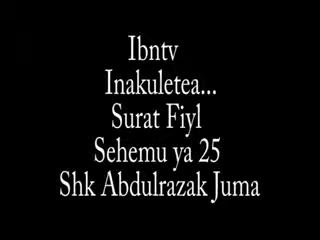 Ibntv
Inakuletea...
Surat Fiyl
Sehemu ya 25
Shk Abdulrazak Juma